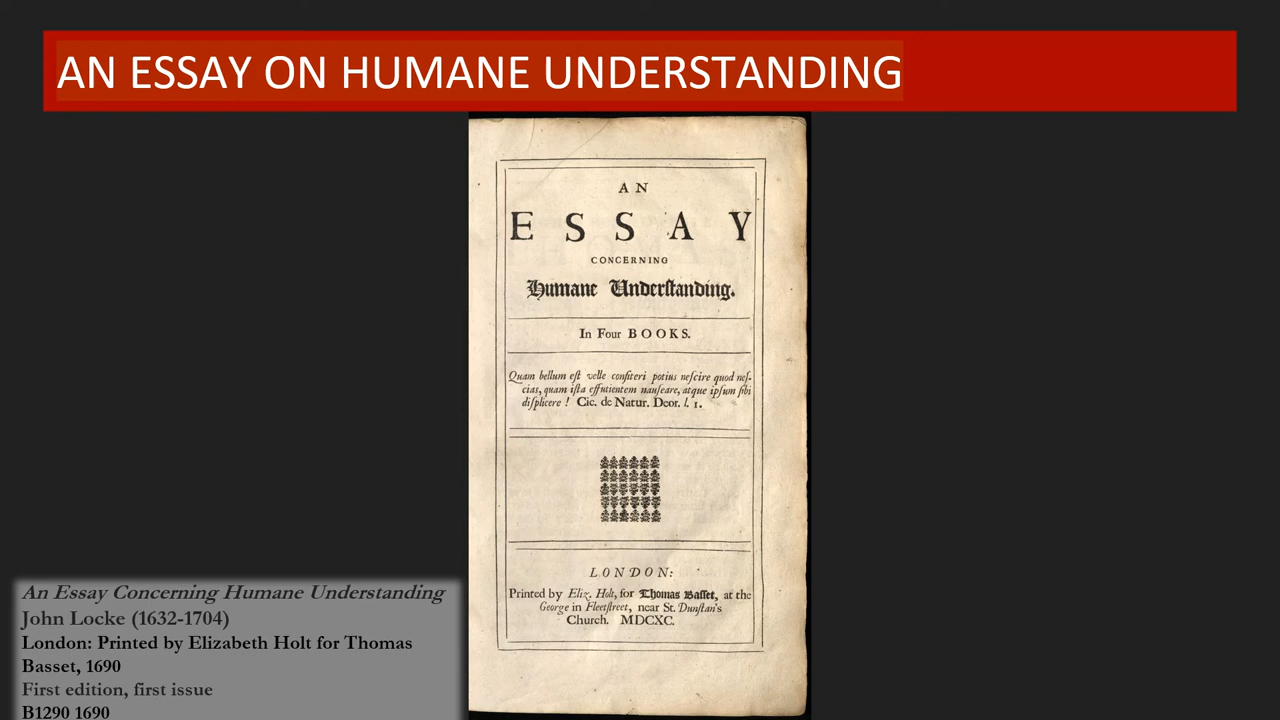 AN ESSAY ON HUMANE UNDERSTANDING
AN
ESSAY
CONCERNING
Humane Understanding.
In Four BOOKS.
Quam bellum eſt velle confiteri potius neſcire quod neſ-
cias, quam iſta effutientem nauſeare, atque ipſum ſibi
diſplicere ! Cic. de Natur. Deor. l. 1.
LONDON:
Printed by Eliz. Holt, for Thomas Baſſet, at the
George in Fleetſtreet, near St. Dunſtan's
Church. MDCXC.
An Essay Concerning Humane Understanding
John Locke (1632-1704)
London: Printed by Elizabeth Holt for Thomas
Basset, 1690
First edition, first issue
B1290 1690